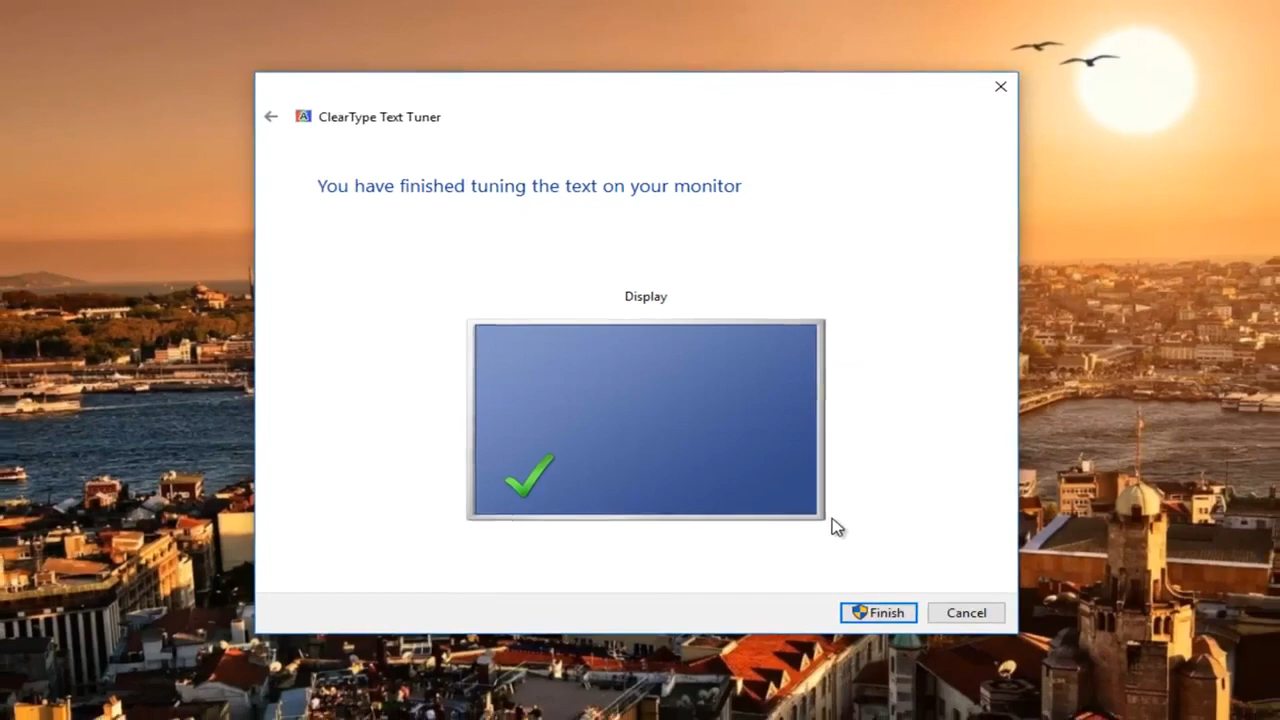 ClearType Text Tuner
You have finished tuning the text on your monitor
Display
Finish
Cancel